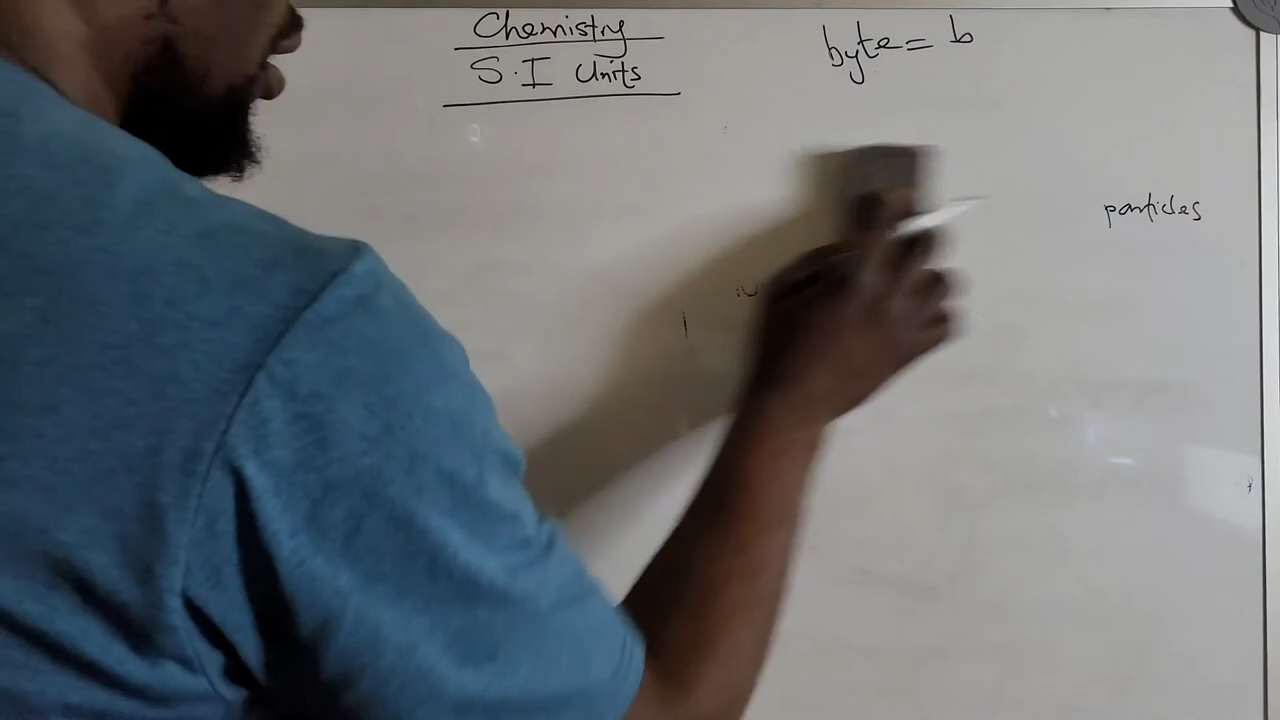 Chemistry
S.I Units
byte = b
particles